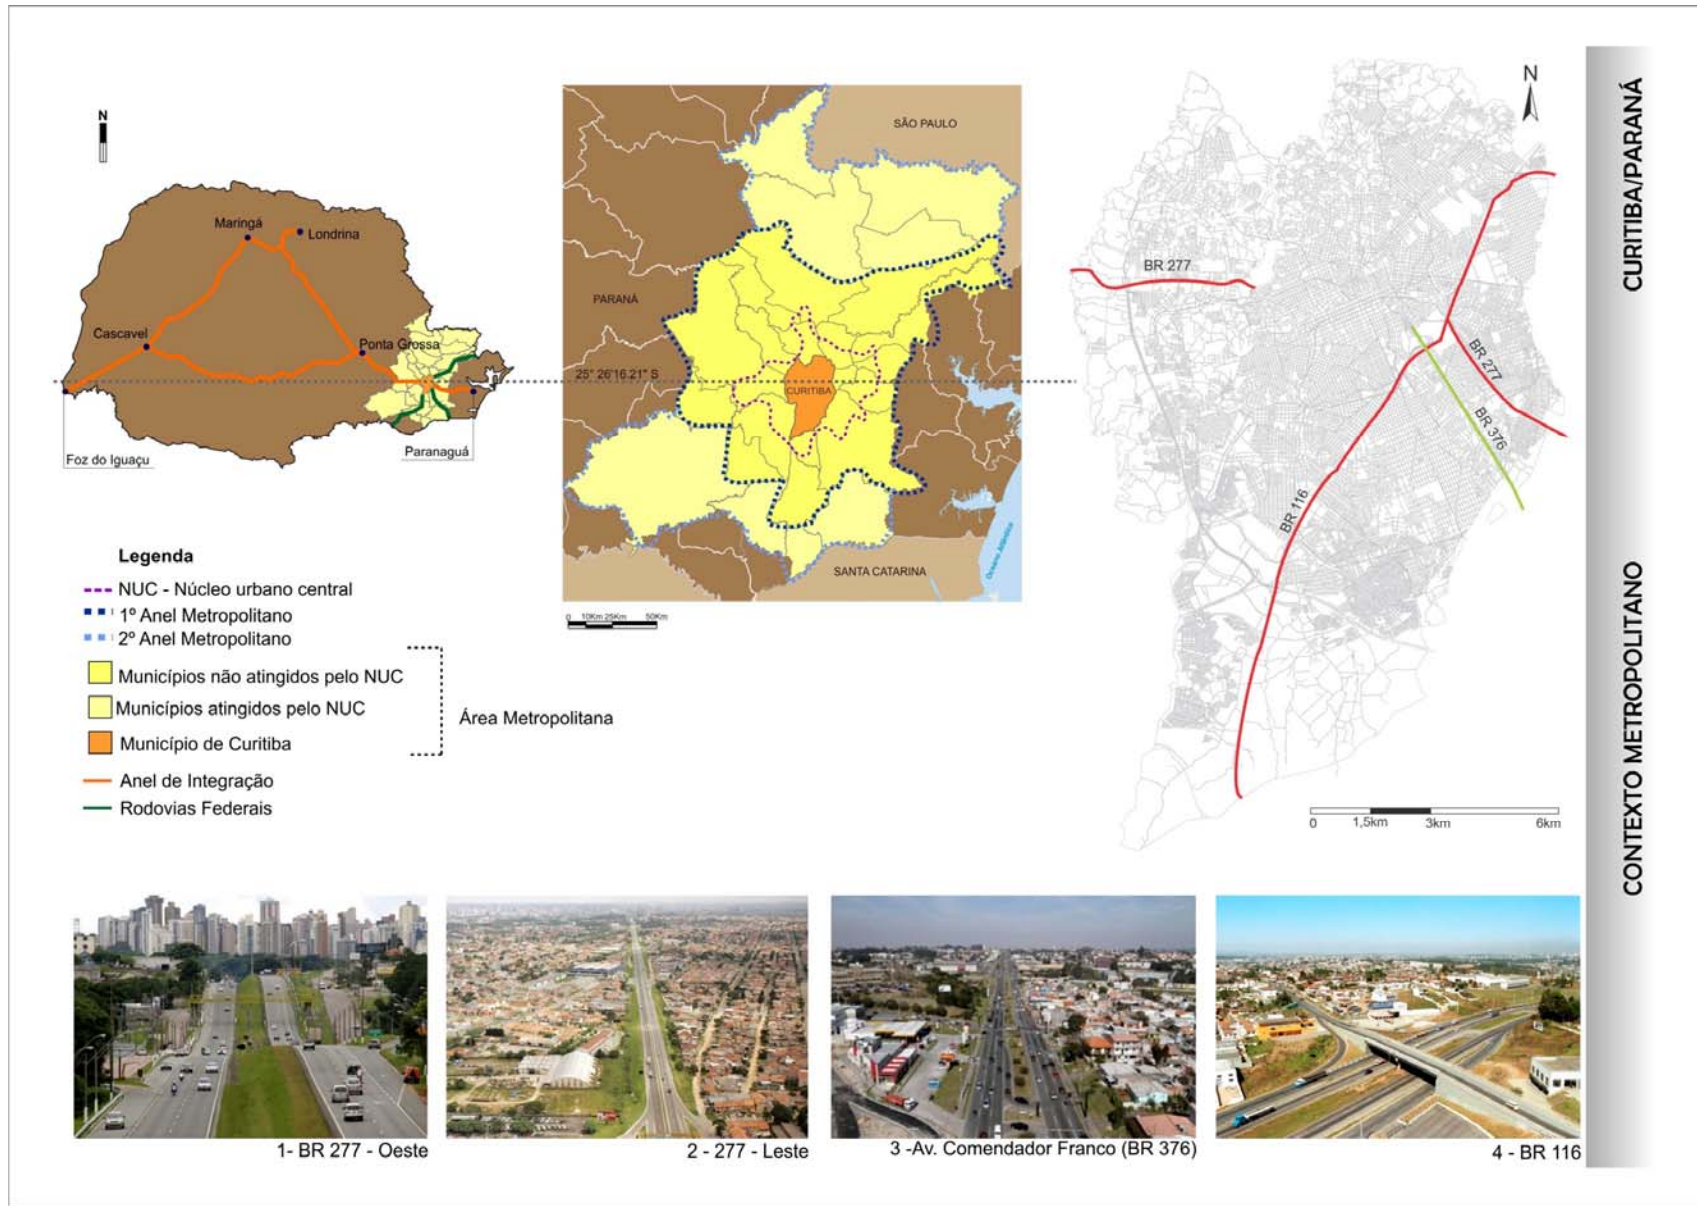 N
Maringá
Londrina
Cascavel
Ponta Grossa
Foz do Iguaçu
Paranaguá
SÃO PAULO
PARANÁ
25° 26'16.21" S
CURITIBA
SANTA CATARINA
Oceano Atlântico
0 10Km 25Km 50Km
N
BR 277
BR 277
BR 376
BR 116
0 1,5km 3km 6km
CURITIBA/PARANÁ
CONTEXTO METROPOLITANO
Legenda
NUC - Núcleo urbano central
1º Anel Metropolitano
2º Anel Metropolitano
Municípios não atingidos pelo NUC
Municípios atingidos pelo NUC
Município de Curitiba
Área Metropolitana
Anel de Integração
Rodovias Federais
1- BR 277 - Oeste
2 - 277 - Leste
3 -Av. Comendador Franco (BR 376)
4 - BR 116